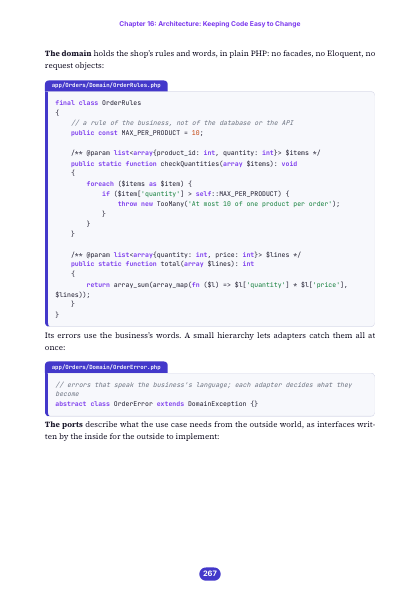 Chapter 16: Architecture: Keeping Code Easy to Change
The domain holds the shop's rules and words, in plain PHP: no facades, no Eloquent, no
request objects:
app/Orders/Domain/OrderRules.php
final class OrderRules
{
    // a rule of the business, not of the database or the API
    public const MAX_PER_PRODUCT = 10;

    /** @param list<array{product_id: int, quantity: int}> $items */
    public static function checkQuantities(array $items): void
    {
        foreach ($items as $item) {
            if ($item['quantity'] > self::MAX_PER_PRODUCT) {
                throw new TooMany('At most 10 of one product per order');
            }
        }
    }

    /** @param list<array{quantity: int, price: int}> $lines */
    public static function total(array $lines): int
    {
        return array_sum(array_map(fn ($l) => $l['quantity'] * $l['price'],
$lines));
    }
}
Its errors use the business's words. A small hierarchy lets adapters catch them all at
once:
app/Orders/Domain/OrderError.php
// errors that speak the business's language; each adapter decides what they
become
abstract class OrderError extends DomainException {}
The ports describe what the use case needs from the outside world, as interfaces writ-
ten by the inside for the outside to implement:
267